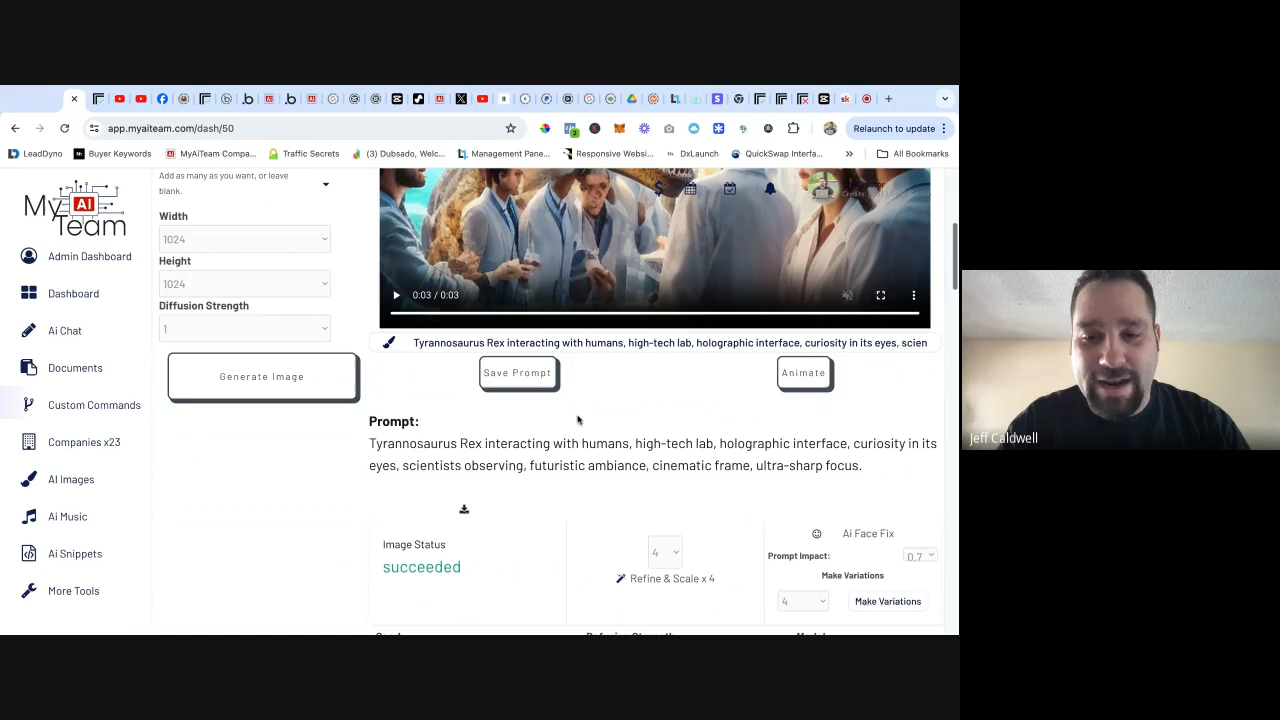 app.myaiteam.com/dash/50
Relaunch to update
LeadDyno
Buyer Keywords
MyAiTeam Compa...
Traffic Secrets
(3) Dubsado, Welc...
Management Pane...
Responsive Websi...
DxLaunch
QuickSwap Interfa...
»
All Bookmarks
My AI Team
Admin Dashboard
Dashboard
Ai Chat
Documents
Custom Commands
Companies x23
AI Images
Ai Music
Ai Snippets
More Tools
Add as many as you want, or leave
blank.
Width
1024
Height
1024
Diffusion Strength
1
Generate Image
0:03 / 0:03
Tyrannosaurus Rex interacting with humans, high-tech lab, holographic interface, curiosity in its eyes, scien
Save Prompt
Animate
Prompt:
Tyrannosaurus Rex interacting with humans, high-tech lab, holographic interface, curiosity in its
eyes, scientists observing, futuristic ambiance, cinematic frame, ultra-sharp focus.
Image Status
succeeded
4
Refine & Scale x 4
Ai Face Fix
Prompt Impact:
0.7
Make Variations
4
Make Variations
Jeff Caldwell